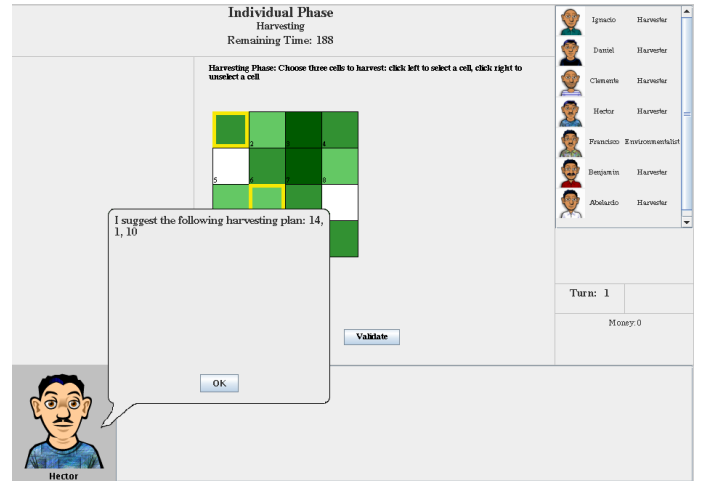 Individual Phase
Harvesting
Remaining Time: 188
Harvesting Phase: Choose three cells to harvest: click left to select a cell, click right to
unselect a cell
2
4
5
6
7
8
I suggest the following harvesting plan: 14,
1, 10
OK
Validate
Hector
Ignacio Harvester
Daniel Harvester
Clemente Harvester
Hector Harvester
Francisco Environmentalist
Benjamin Harvester
Abelardo Harvester
Turn: 1
Money:0